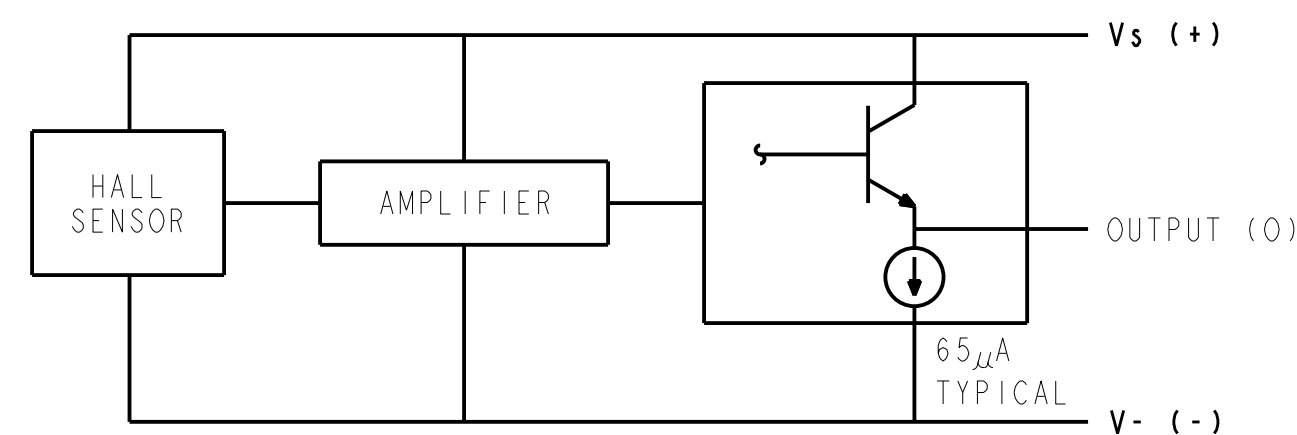 Vs (+)
HALL
SENSOR
AMPLIFIER
OUTPUT (O)
65μA
TYPICAL
V- (-)